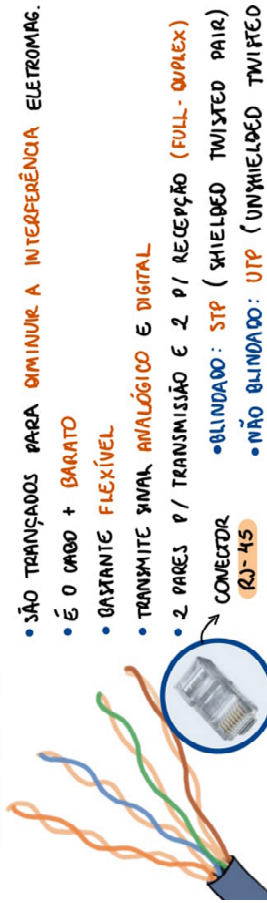 • SÃO TRANÇADOS PARA DIMINUIR A INTERFERÊNCIA ELETROMAG.
• É O CABO + BARATO
• BASTANTE FLEXÍVEL
• TRANSMITE SINAL ANALÓGICO E DIGITAL
• 2 PARES P/ TRANSMISSÃO E 2 P/ RECEPÇÃO (FULL-DUPLEX)
• BLINDADO: STP (SHIELDED TWISTED PAIR)
• NÃO BLINDADO: UTP (UNSHIELDED TWISTED
CONECTOR
RJ-45